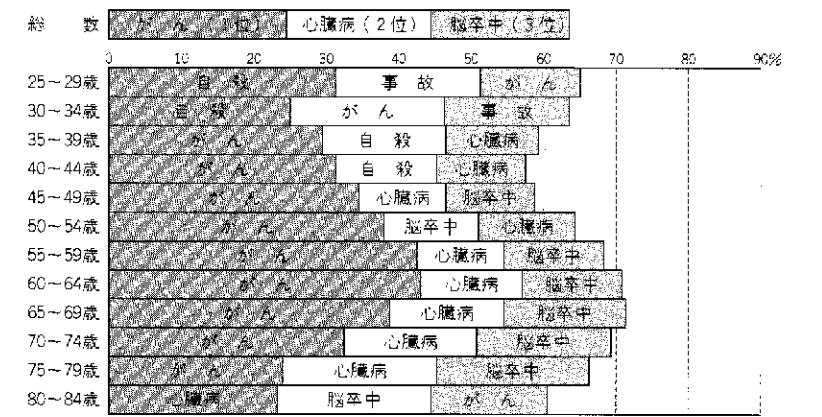 総 数 がん(1位) 心臓病(2位) 脳卒中(3位)
0 10 20 30 40 50 60 70 80 90%
25~29歳 自殺 事故 がん
30~34歳 自殺 がん 事故
35~39歳 がん 自殺 心臓病
40~44歳 がん 自殺 心臓病
45~49歳 がん 心臓病 脳卒中
50~54歳 がん 脳卒中 心臓病
55~59歳 がん 心臓病 脳卒中
60~64歳 がん 心臓病 脳卒中
65~69歳 がん 心臓病 脳卒中
70~74歳 がん 心臓病 脳卒中
75~79歳 がん 心臓病 脳卒中
80~84歳 心臓病 脳卒中 がん